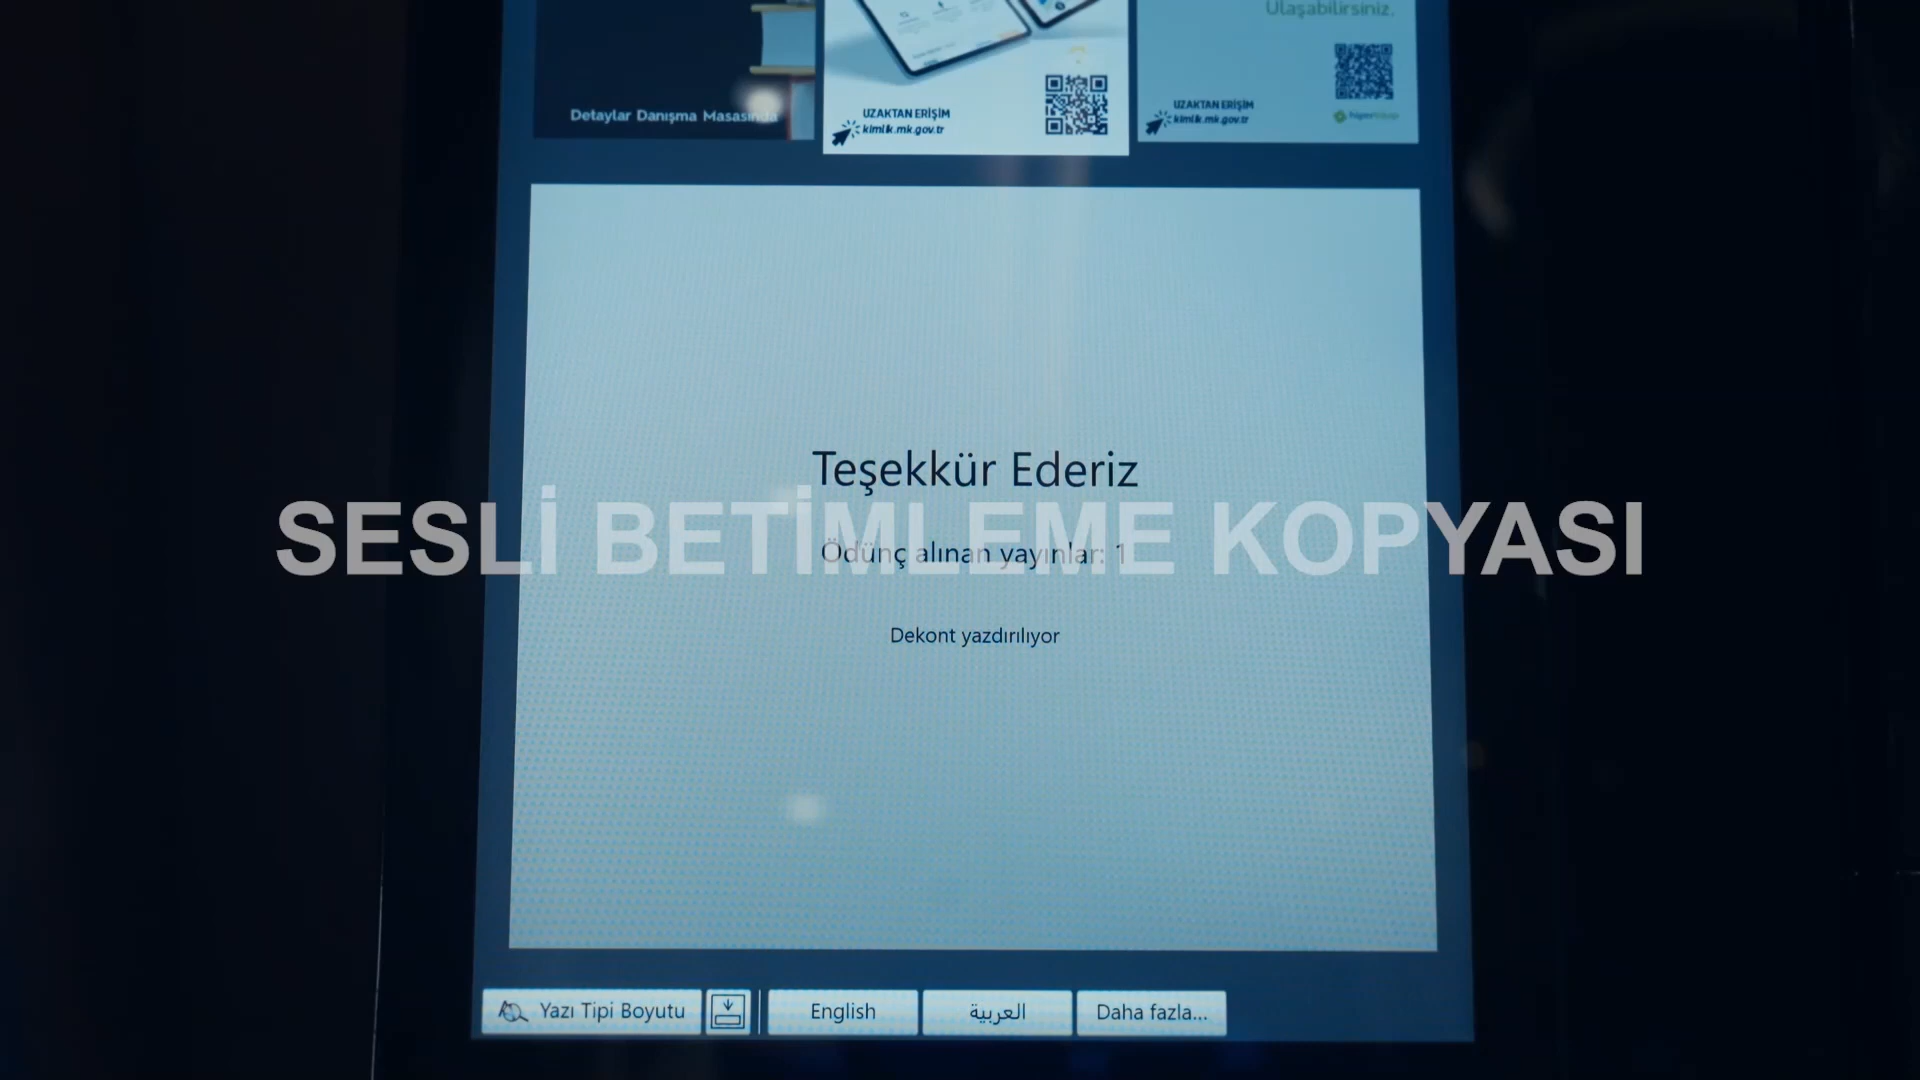 Ulaşabilirsiniz.
Detaylar Danışma Masasında
UZAKTAN ERİŞİM
kimlik.mk.gov.tr
UZAKTAN ERİŞİM
kimlik.mk.gov.tr
Teşekkür Ederiz
SESLİ BETİMLEME KOPYASI
Ödünç alınan yayınlar: 1
Dekont yazdırılıyor
Yazı Tipi Boyutu
English
العربية
Daha fazla...